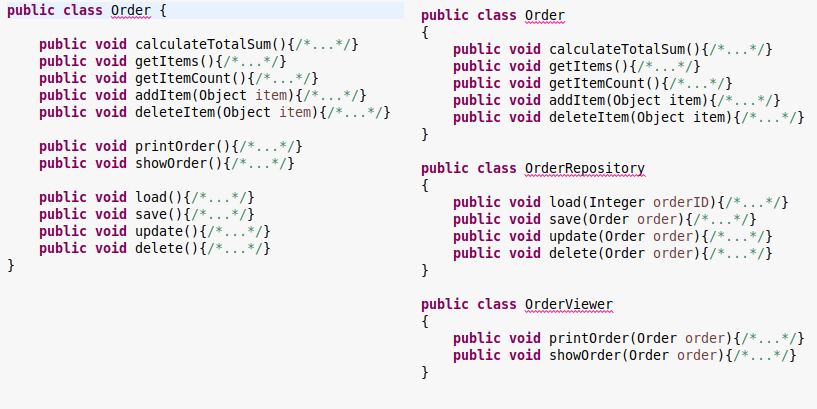 public class Order {
public void calculateTotalSum(){/*...*/}
public void getItems(){/*...*/}
public void getItemCount(){/*...*/}
public void addItem(Object item){/*...*/}
public void deleteItem(Object item){/*...*/}
public void printOrder(){/*...*/}
public void showOrder(){/*...*/}
public void load(){/*...*/}
public void save(){/*...*/}
public void update(){/*...*/}
public void delete(){/*...*/}
}
public class Order
{
public void calculateTotalSum(){/*...*/}
public void getItems(){/*...*/}
public void getItemCount(){/*...*/}
public void addItem(Object item){/*...*/}
public void deleteItem(Object item){/*...*/}
}
public class OrderRepository
{
public void load(Integer orderID){/*...*/}
public void save(Order order){/*...*/}
public void update(Order order){/*...*/}
public void delete(Order order){/*...*/}
}
public class OrderViewer
{
public void printOrder(Order order){/*...*/}
public void showOrder(Order order){/*...*/}
}